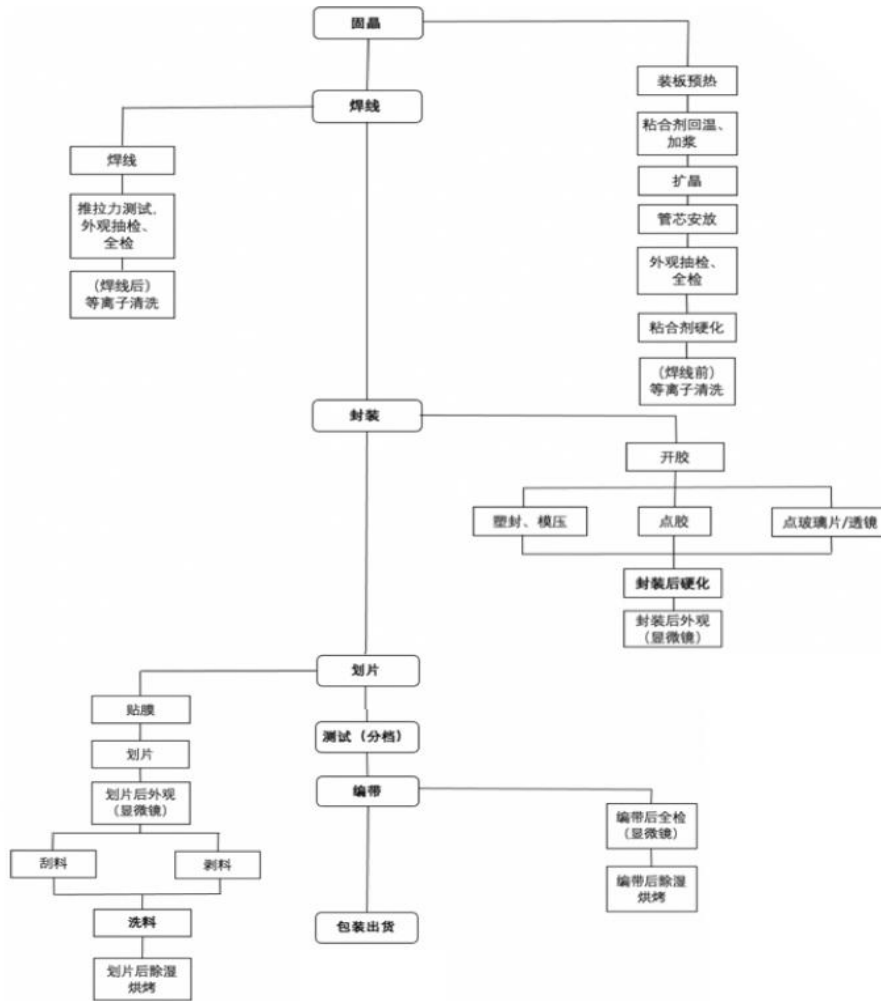 固晶
装板预热
焊线
粘合剂回温、
加浆
焊线
扩晶
推拉力测试,
外观抽检、
全检
管芯安放
外观抽检、
全检
(焊线后)
等离子清洗
粘合剂硬化
(焊线前)
等离子清洗
封装
开胶
塑封、模压
点胶
点玻璃片/透镜
封装后硬化
封装后外观
(显微镜)
划片
贴膜
测试（分档）
划片
划片后外观
(显微镜)
编带
编带后全检
(显微镜)
刮料
剥料
编带后除湿
烘烤
洗料
包装出货
划片后除湿
烘烤